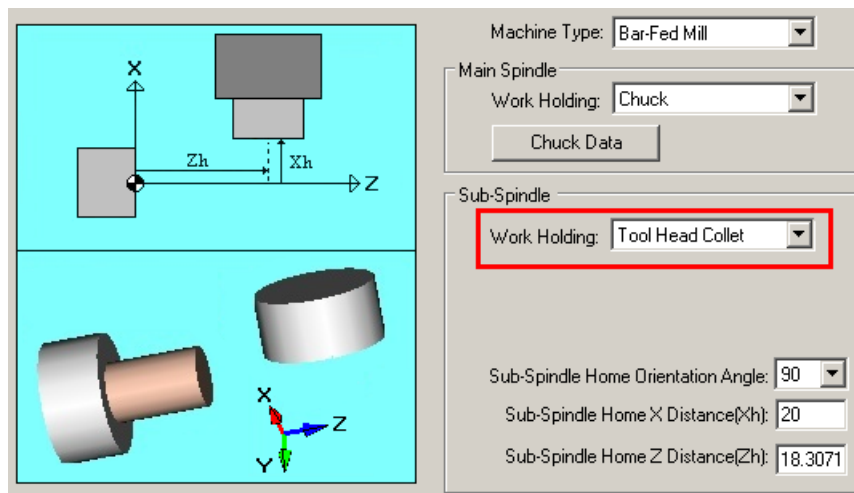 X
Zh
Xh
Z
X
Z
Y
Machine Type: Bar-Fed Mill
Main Spindle
Work Holding: Chuck
Chuck Data
Sub-Spindle
Work Holding: Tool Head Collet
Sub-Spindle Home Orientation Angle: 90
Sub-Spindle Home X Distance(Xh): 20
Sub-Spindle Home Z Distance(Zh): 18.3071